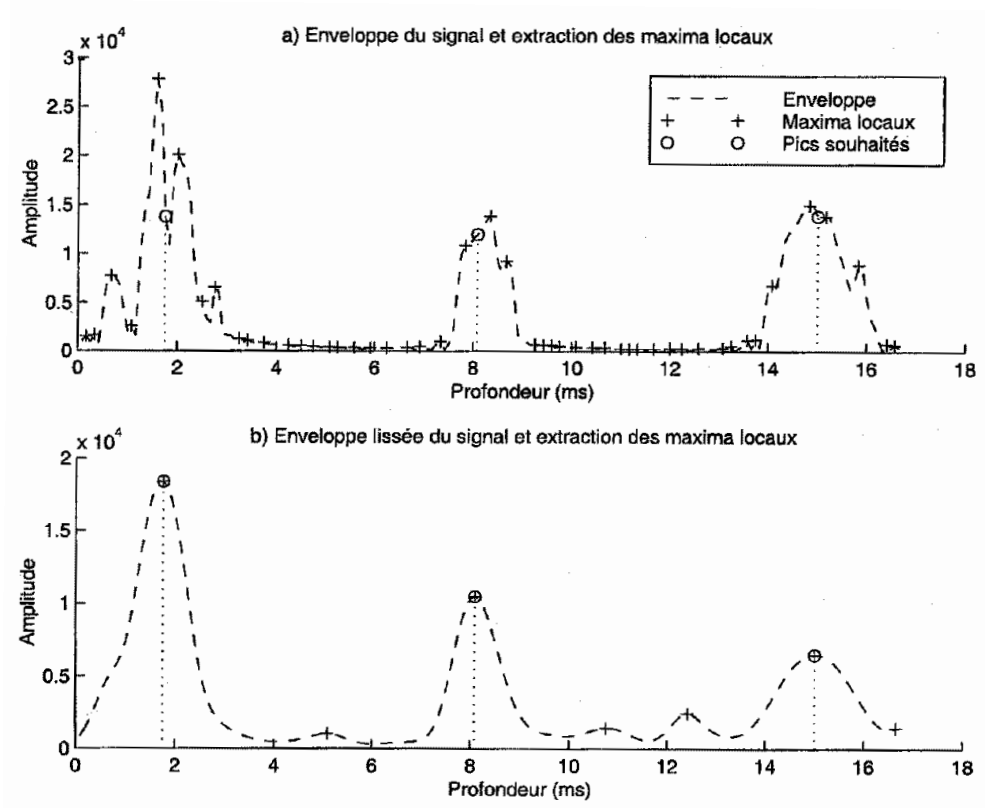 a) Enveloppe du signal et extraction des maxima locaux
x 10^4
3
2.5
2
1.5
1
0.5
0
Amplitude
Enveloppe
Maxima locaux
Pics souhaités
0 2 4 6 8 10 12 14 16 18
Profondeur (ms)
b) Enveloppe lissée du signal et extraction des maxima locaux
x 10^4
2
1.5
1
0.5
0
Amplitude
0 2 4 6 8 10 12 14 16 18
Profondeur (ms)